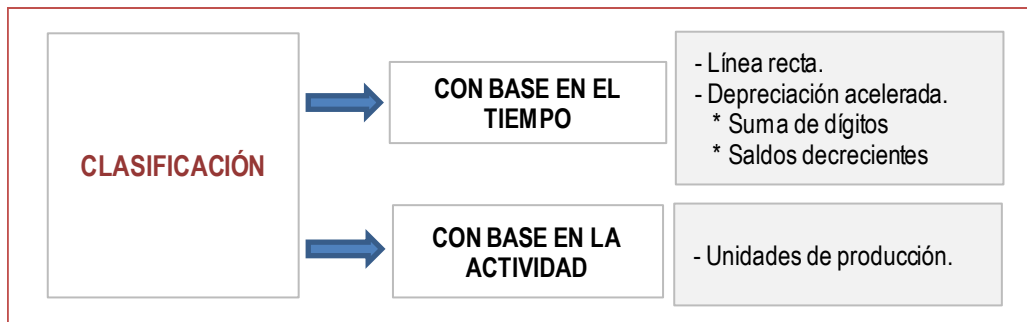 CLASIFICACIÓN
CON BASE EN EL
TIEMPO
- Línea recta.
- Depreciación acelerada.
* Suma de dígitos
* Saldos decrecientes
CON BASE EN LA
ACTIVIDAD
- Unidades de producción.